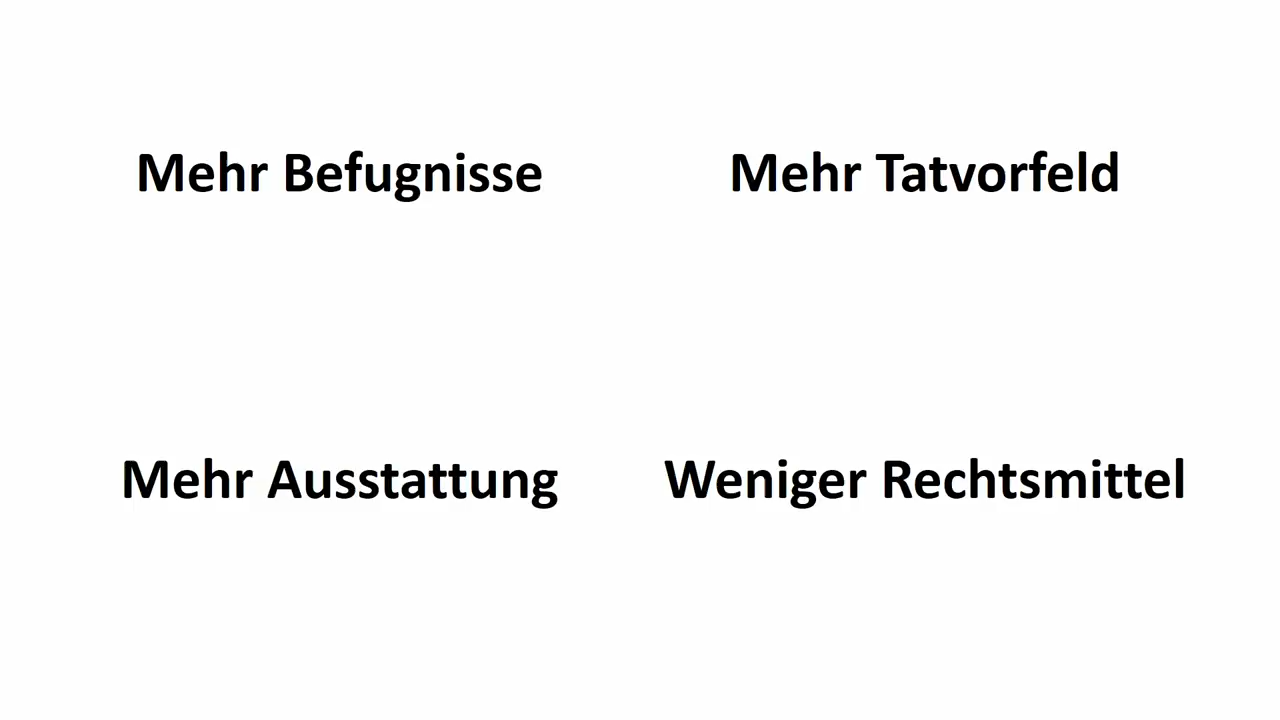 Mehr Befugnisse
Mehr Tatvorfeld
Mehr Ausstattung
Weniger Rechtsmittel